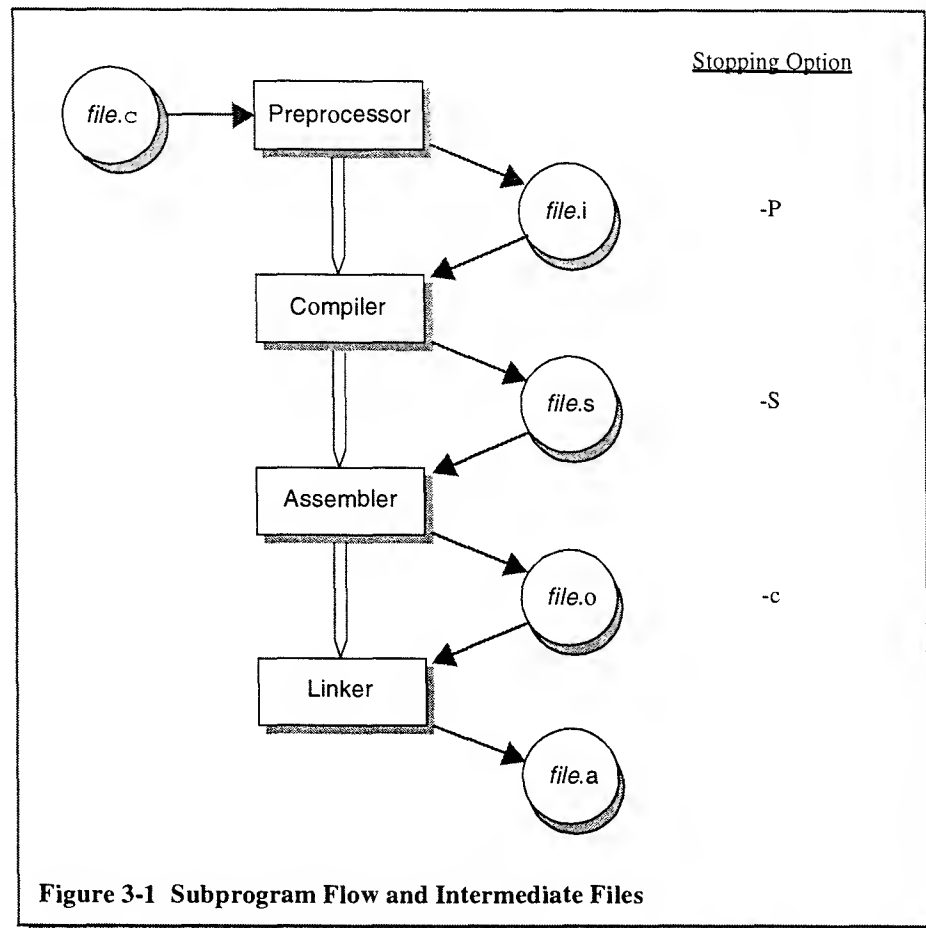 Stopping Option
file.c
Preprocessor
file.i
-P
Compiler
file.s
-S
Assembler
file.o
-c
Linker
file.a
Figure 3-1 Subprogram Flow and Intermediate Files